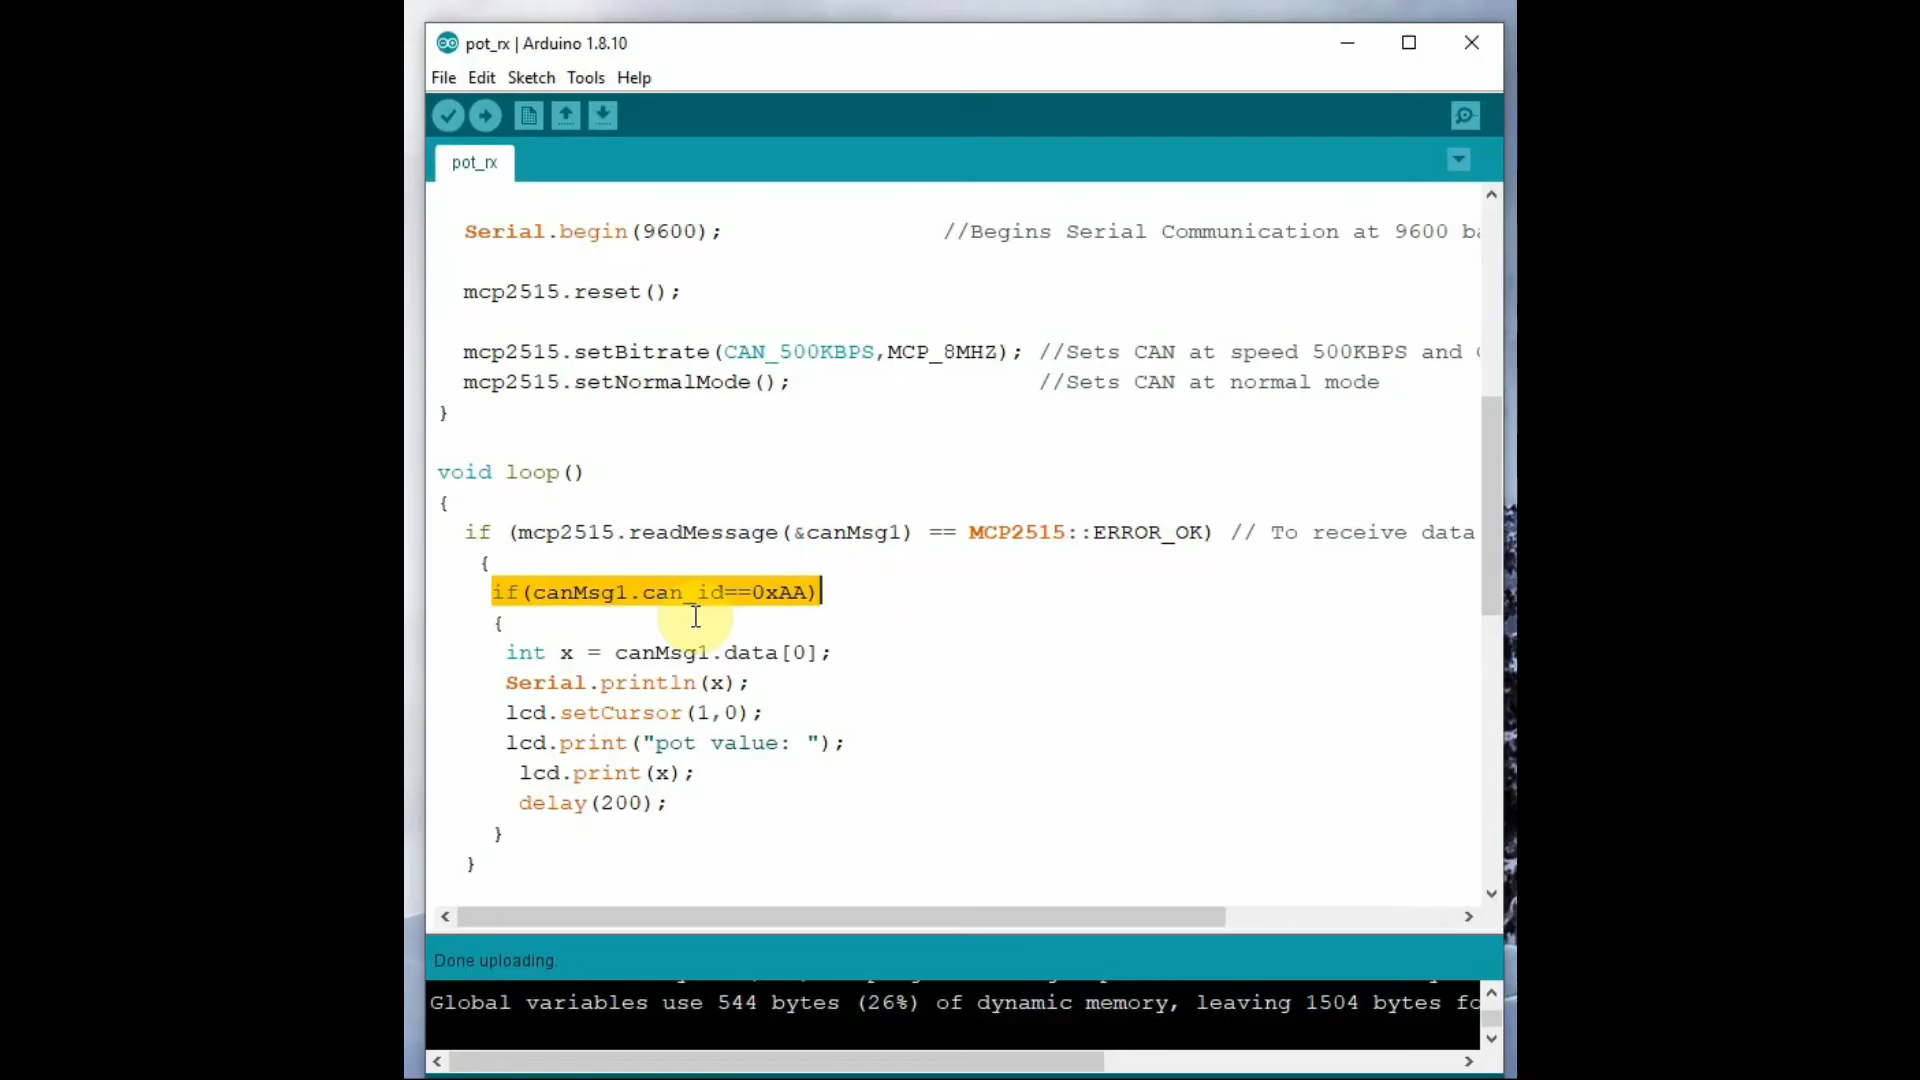 pot_rx | Arduino 1.8.10
File Edit Sketch Tools Help
pot_rx
Serial.begin(9600); //Begins Serial Communication at 9600
mcp2515.reset();
mcp2515.setBitrate(CAN_500KBPS,MCP_8MHZ); //Sets CAN at speed 500KBPS and
mcp2515.setNormalMode(); //Sets CAN at normal mode
}
void loop()
{
if (mcp2515.readMessage(&canMsg1) == MCP2515::ERROR_OK) // To receive data
{
if(canMsg1.can_id==0xAA)
{
int x = canMsg1.data[0];
Serial.println(x);
lcd.setCursor(1,0);
lcd.print("pot value: ");
lcd.print(x);
delay(200);
}
}
Done uploading.
Global variables use 544 bytes (26%) of dynamic memory, leaving 1504 bytes